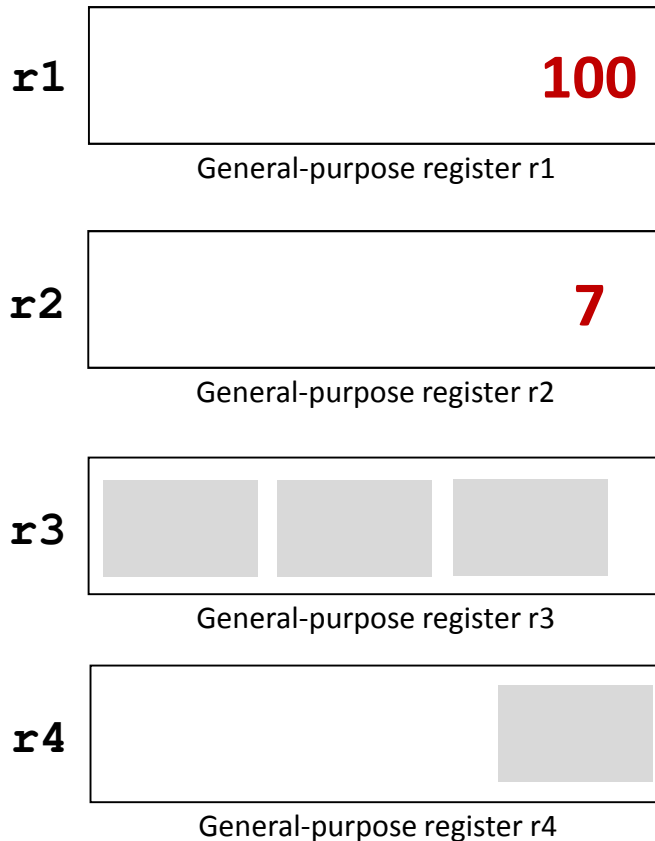 r1
100
General-purpose register r1
r2
7
General-purpose register r2
r3
General-purpose register r3
r4
General-purpose register r4